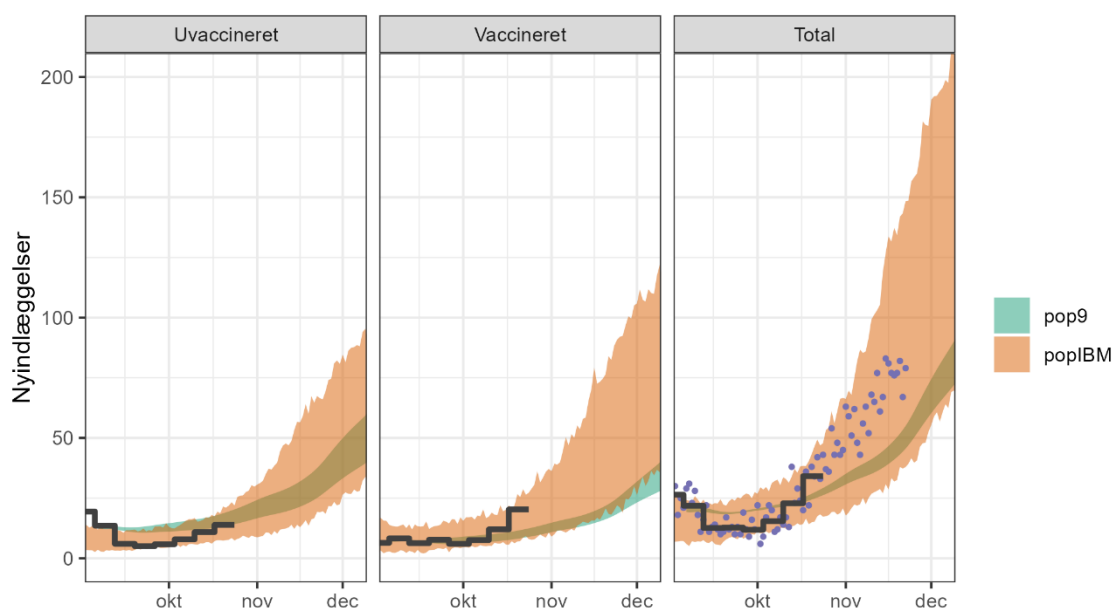 Uvaccineret
Vaccineret
Total
Nyindlæggelser
200
150
100
50
0
okt
nov
dec
okt
nov
dec
okt
nov
dec
pop9
popIBM